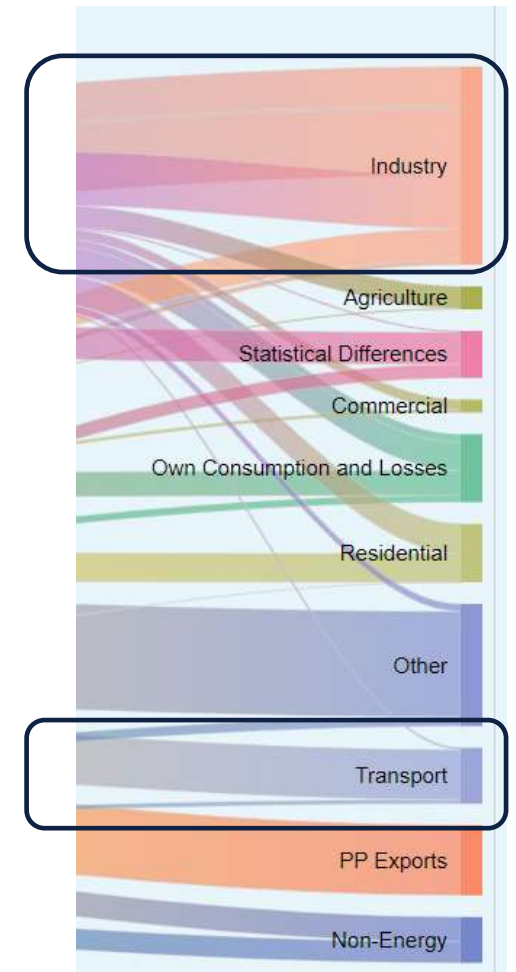 Industry
Agriculture
Statistical Differences
Commercial
Own Consumption and Losses
Residential
Other
Transport
PP Exports
Non-Energy